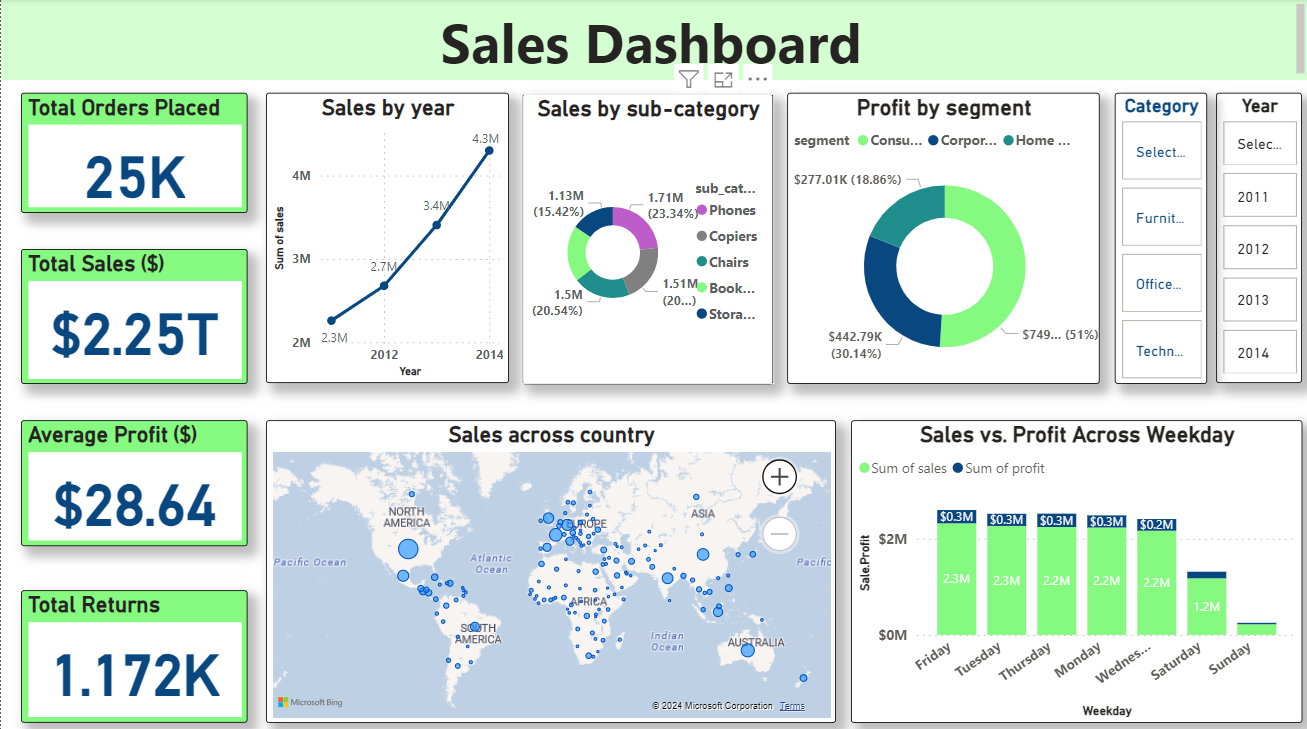 Sales Dashboard
Total Orders Placed
25K
Total Sales ($)
$2.25T
Average Profit ($)
$28.64
Total Returns
1.172K
Sales by year
Sum of sales
4M
3M
2M
2.3M
2.7M
3.4M
4.3M
2012
2014
Year
Sales by sub-category
1.13M
(15.42%)
1.71M
(23.34%)
1.51M
(20...)
1.5M
(20.54%)
sub_cat...
Phones
Copiers
Chairs
Book...
Stora...
Profit by segment
segment Consu... Corpor... Home ...
$277.01K (18.86%)
$442.79K
(30.14%)
$749... (51%)
Category
Select...
Furnit...
Office...
Techn...
Year
Selec...
2011
2012
2013
2014
Sales across country
NORTH
AMERICA
EUROPE
ASIA
Pacific Ocean
Atlantic
Ocean
Pacific
AFRICA
SOUTH
AMERICA
Indian
Ocean
AUSTRALIA
Microsoft Bing
© 2024 Microsoft Corporation Terms
Sales vs. Profit Across Weekday
Sum of sales Sum of profit
Sale,Profit
$2M
$0M
$0.3M $0.3M $0.3M $0.3M $0.2M
2.3M 2.3M 2.2M 2.2M 2.2M 1.2M
Friday Tuesday Thursday Monday Wednes... Saturday Sunday
Weekday